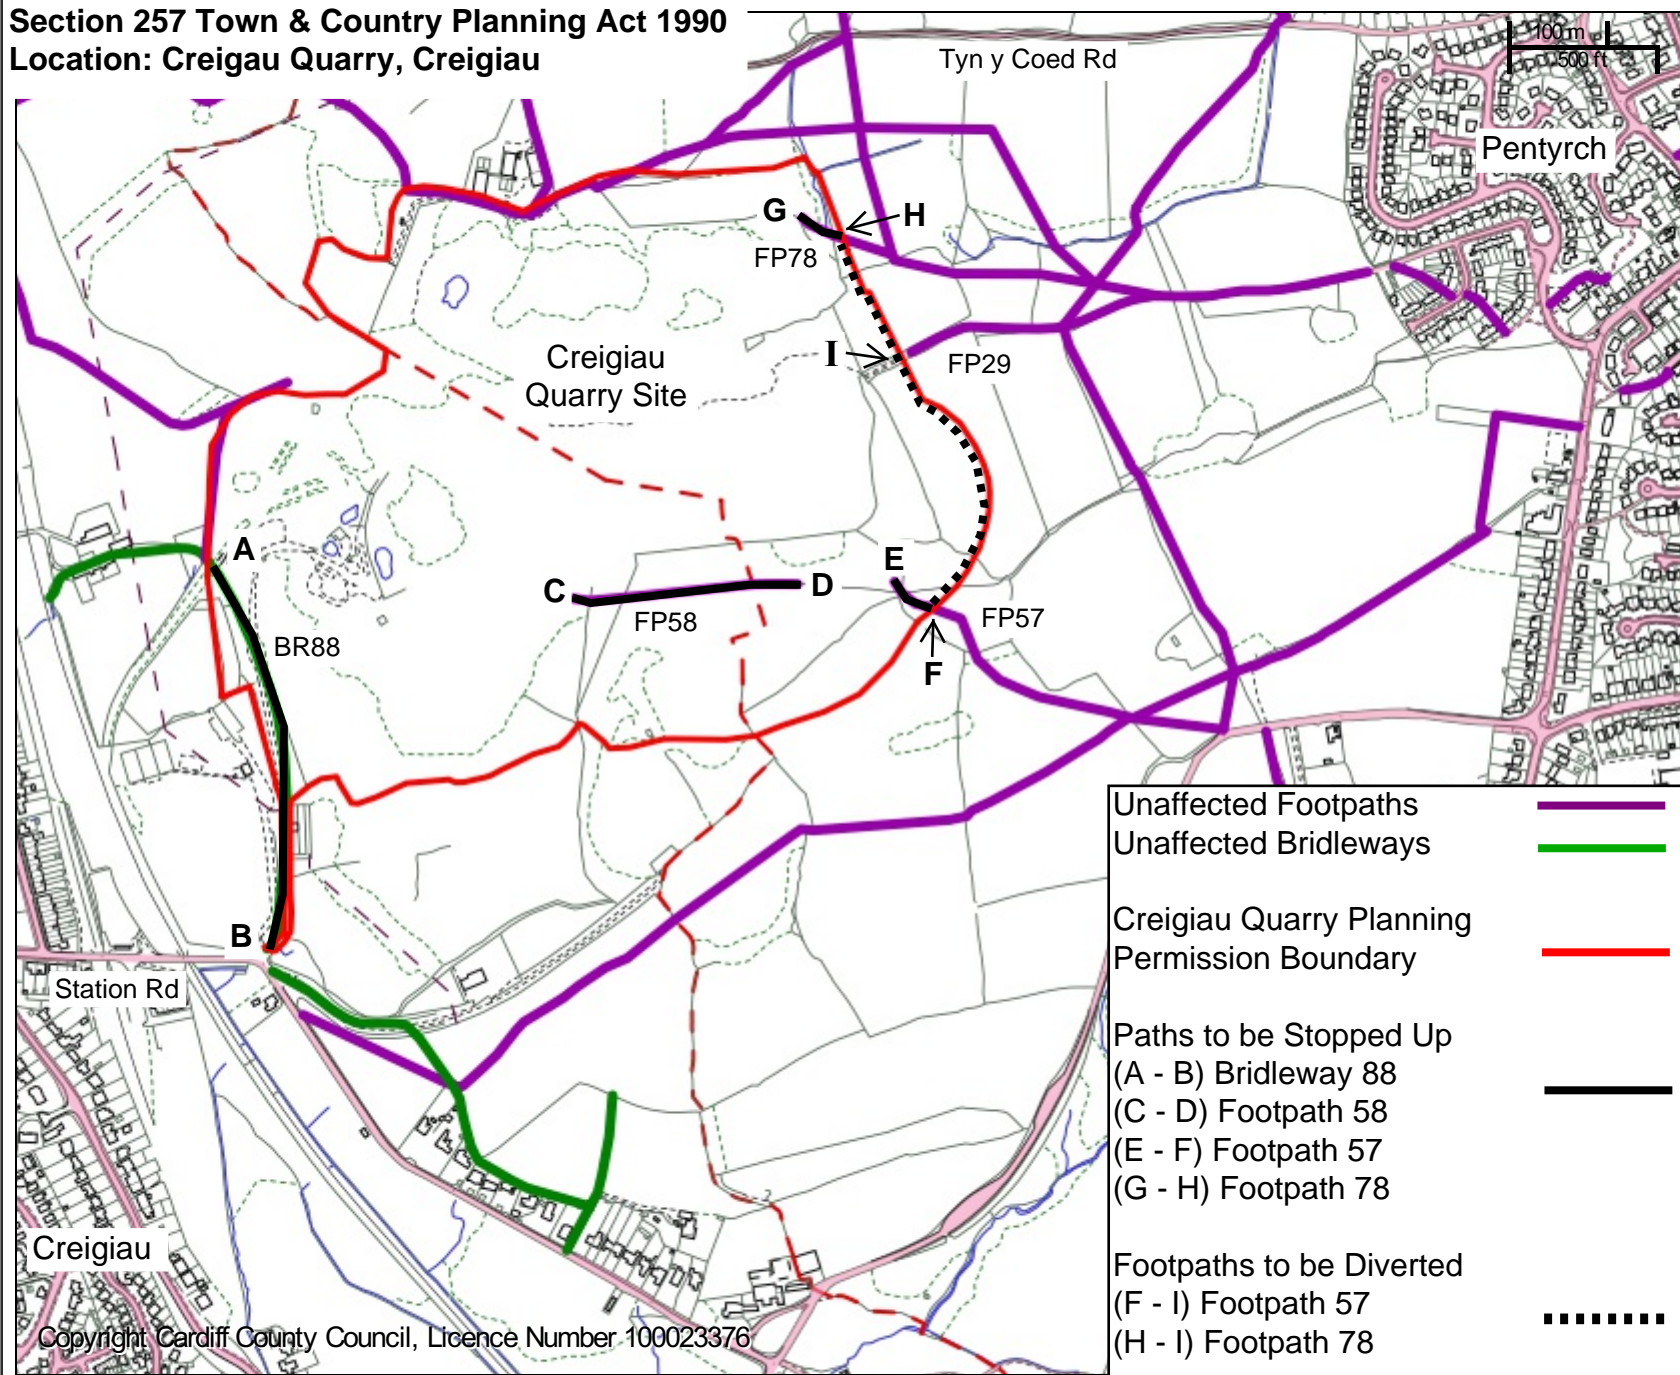 Section 257 Town & Country Planning Act 1990
Location: Creigau Quarry, Creigiau
Tyn y Coed Rd
100 m
500 ft
Pentyrch
G
H
FP78
I
FP29
Creigiau
Quarry Site
A
E
C
D
FP58
FP57
BR88
F
B
Station Rd
Creigiau
Unaffected Footpaths
Unaffected Bridleways
Creigiau Quarry Planning
Permission Boundary
Paths to be Stopped Up
(A - B) Bridleway 88
(C - D) Footpath 58
(E - F) Footpath 57
(G - H) Footpath 78
Footpaths to be Diverted
(F - I) Footpath 57
(H - I) Footpath 78
Copyright Cardiff County Council, Licence Number 100023376